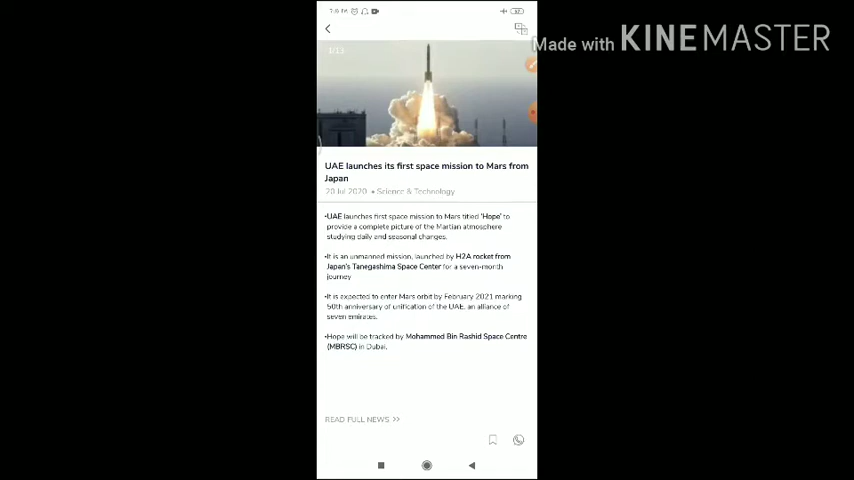 Made with KINEMASTER
1/11
UAE launches its first space mission to Mars from
Japan
20 Jul 2020 • Science & Technology
•UAE launches first space mission to Mars titled 'Hope' to
provide a complete picture of the Martian atmosphere
studying daily and seasonal changes.
•It is an unmanned mission, launched by H2A rocket from
Japan's Tanegashima Space Center for a seven-month
journey
•It is expected to enter Mars orbit by February 2021 marking
50th anniversary of unification of the UAE, an alliance of
seven emirates.
•Hope will be tracked by Mohammed Bin Rashid Space Centre
(MBRSC) in Dubai.
READ FULL NEWS >>